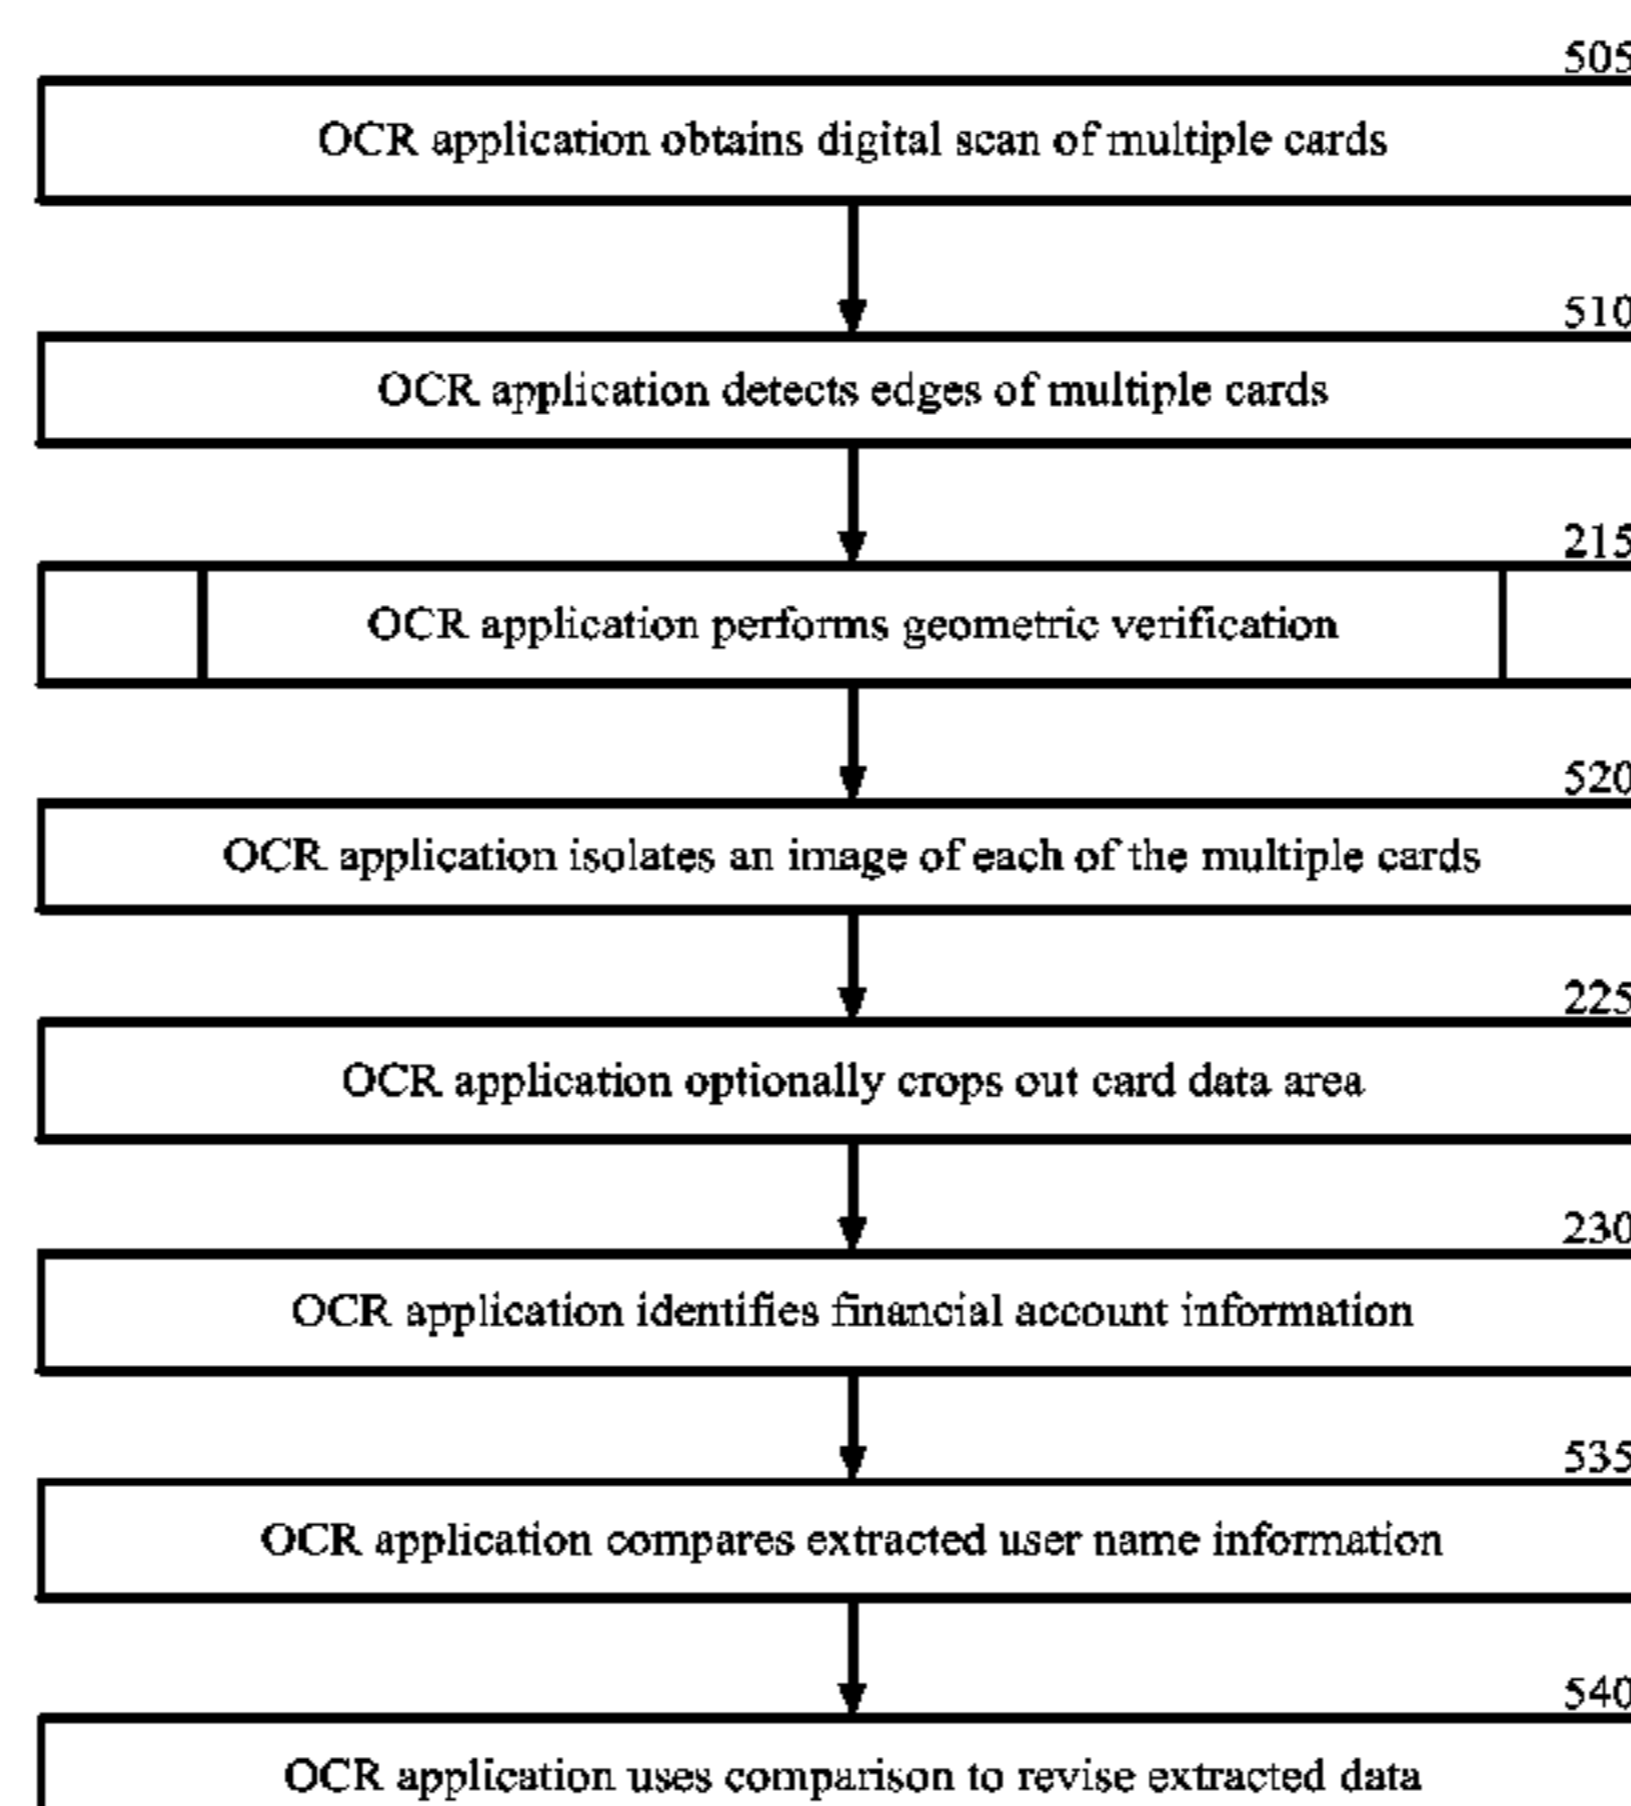 505
OCR application obtains digital scan of multiple cards
510
OCR application detects edges of multiple cards
215
OCR application performs geometric verification
520
OCR application isolates an image of each of the multiple cards
225
OCR application optionally crops out card data area
230
OCR application identifies financial account information
535
OCR application compares extracted user name information
540
OCR application uses comparison to revise extracted data